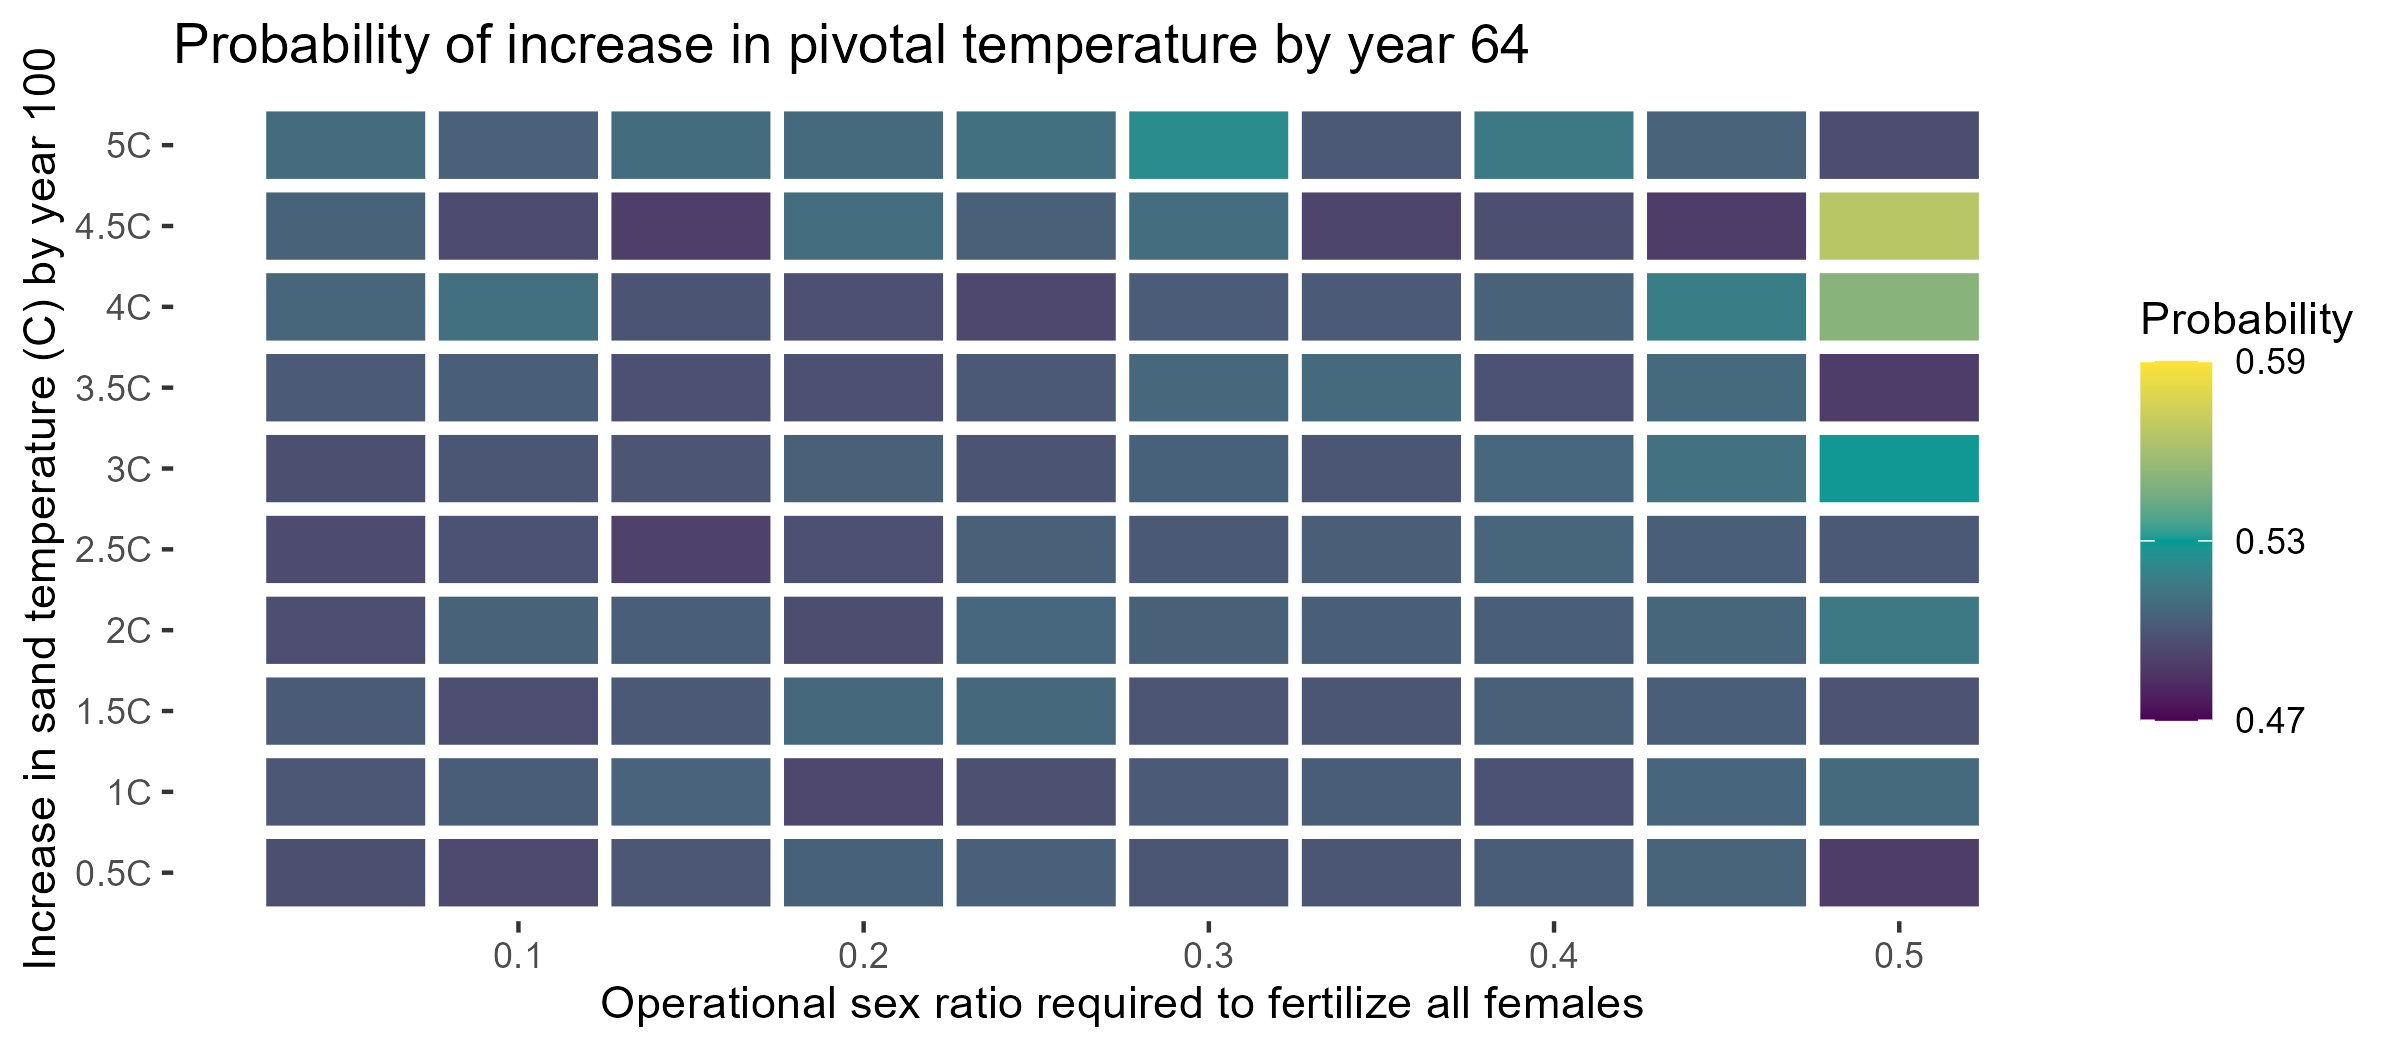 Probability of increase in pivotal temperature by year 64
Increase in sand temperature (C) by year 100
5C
4.5C
4C
3.5C
3C
2.5C
2C
1.5C
1C
0.5C
0.1
0.2
0.3
0.4
0.5
Operational sex ratio required to fertilize all females
Probability
0.59
0.53
0.47